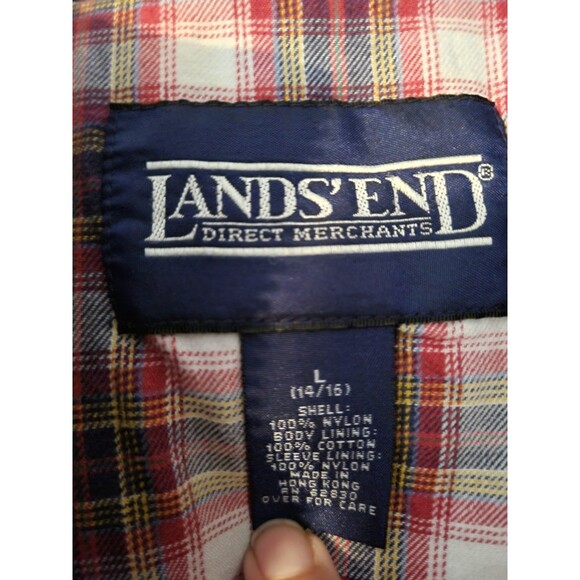 LANDS' END®
DIRECT MERCHANTS
L
(14/16)
SHELL:
100% NYLON
BODY LINING:
100% COTTON
SLEEVE LINING:
100% NYLON
MADE IN
HONG KONG
RN 62830
OVER FOR CARE